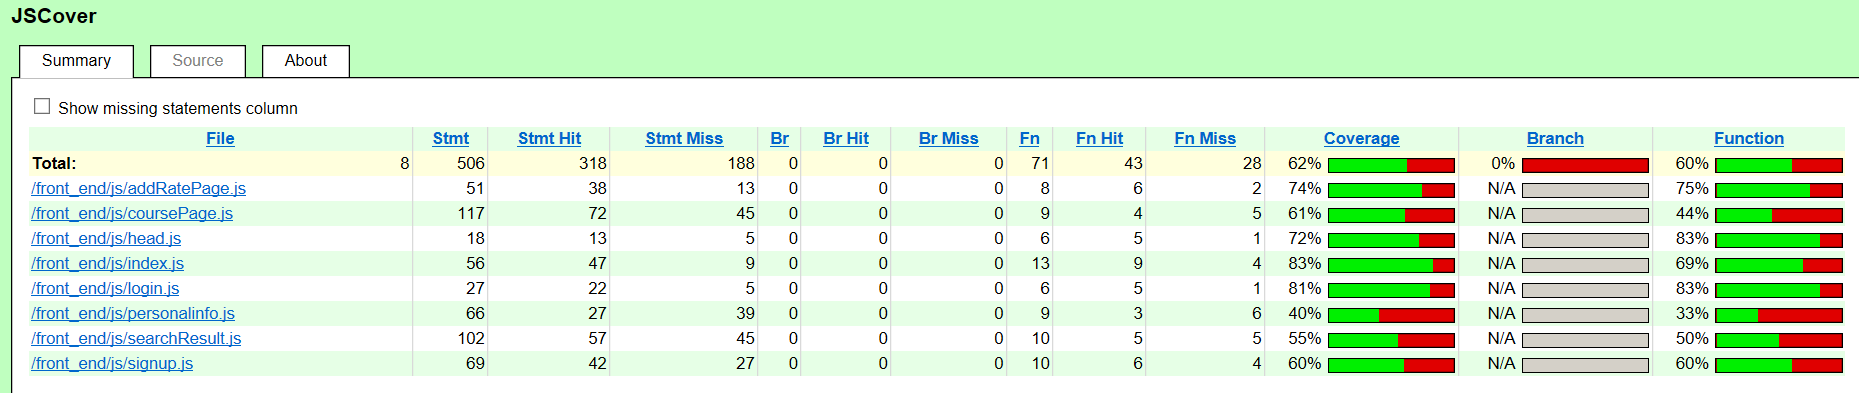 JSCover
Summary Source About
Show missing statements column
File Stmt Stmt Hit Stmt Miss Br Br Hit Br Miss Fn Fn Hit Fn Miss Coverage Branch Function
Total: 8 506 318 188 0 0 0 71 43 28 62% 0% 60%
/front_end/js/addRatePage.js 51 38 13 0 0 0 8 6 2 74% N/A 75%
/front_end/js/coursePage.js 117 72 45 0 0 0 9 4 5 61% N/A 44%
/front_end/js/head.js 18 13 5 0 0 0 6 5 1 72% N/A 83%
/front_end/js/index.js 56 47 9 0 0 0 13 9 4 83% N/A 69%
/front_end/js/login.js 27 22 5 0 0 0 6 5 1 81% N/A 83%
/front_end/js/personalinfo.js 66 27 39 0 0 0 9 3 6 40% N/A 33%
/front_end/js/searchResult.js 102 57 45 0 0 0 10 5 5 55% N/A 50%
/front_end/js/signup.js 69 42 27 0 0 0 10 6 4 60% N/A 60%